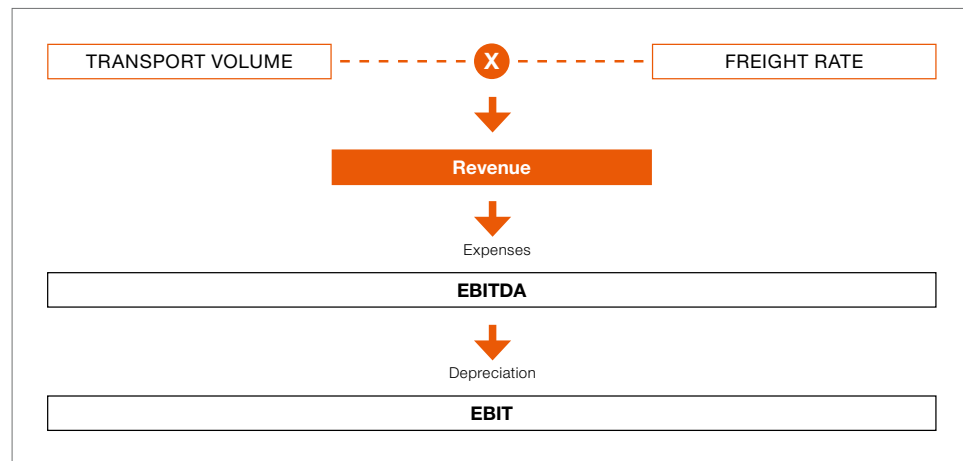 TRANSPORT VOLUME
X
FREIGHT RATE
Revenue
Expenses
EBITDA
Depreciation
EBIT